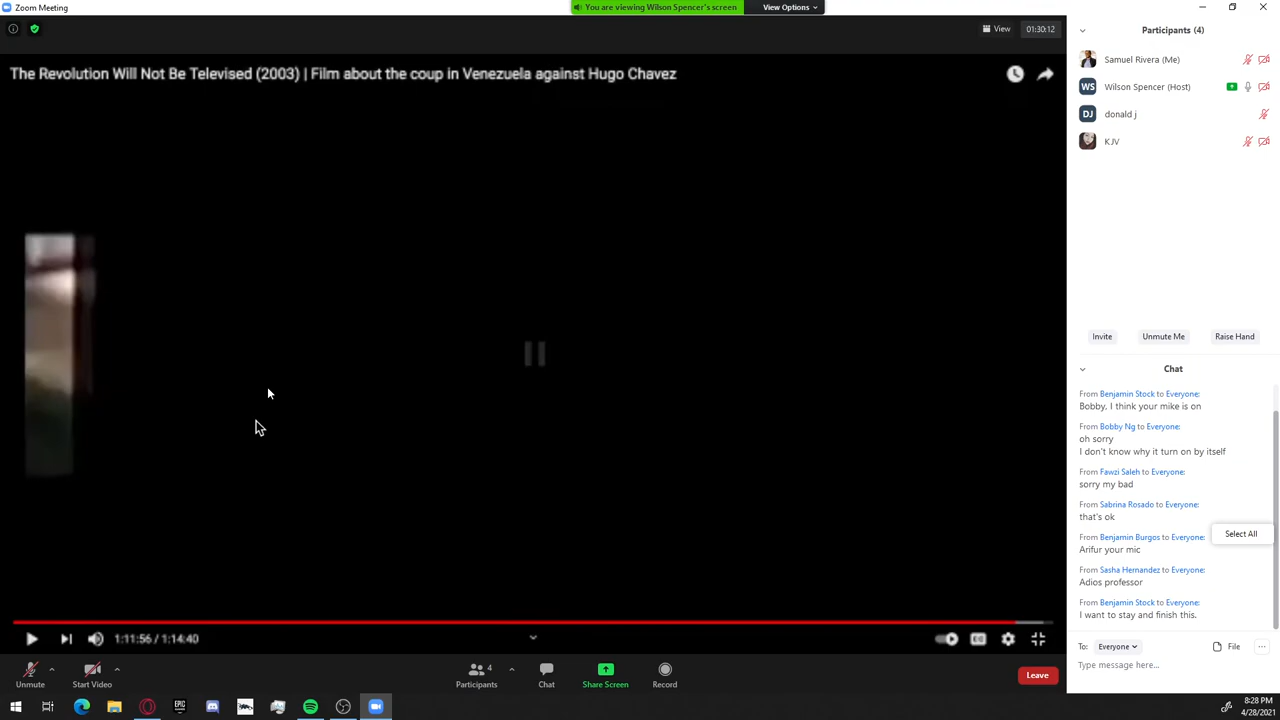 Zoom Meeting
You are viewing Wilson Spencer's screen
View Options
View
01:30:12
The Revolution Will Not Be Televised (2003) | Film about the coup in Venezuela against Hugo Chavez
1:11:56 / 1:14:40
Unmute
Start Video
4
Participants
Chat
Share Screen
Record
Leave
Participants (4)
Samuel Rivera (Me)
WS
Wilson Spencer (Host)
DJ
donald j
KJV
Invite
Unmute Me
Raise Hand
Chat
From Benjamin Stock to Everyone:
Bobby, I think your mike is on
From Bobby Ng to Everyone:
oh sorry
I don't know why it turn on by itself
From Fawzi Saleh to Everyone:
sorry my bad
From Sabrina Rosado to Everyone:
that's ok
Select All
From Benjamin Burgos to Everyone:
Arifur your mic
From Sasha Hernandez to Everyone:
Adios professor
From Benjamin Stock to Everyone:
I want to stay and finish this.
To: Everyone
File
Type message here...
EPIC
8:28 PM
4/28/2021